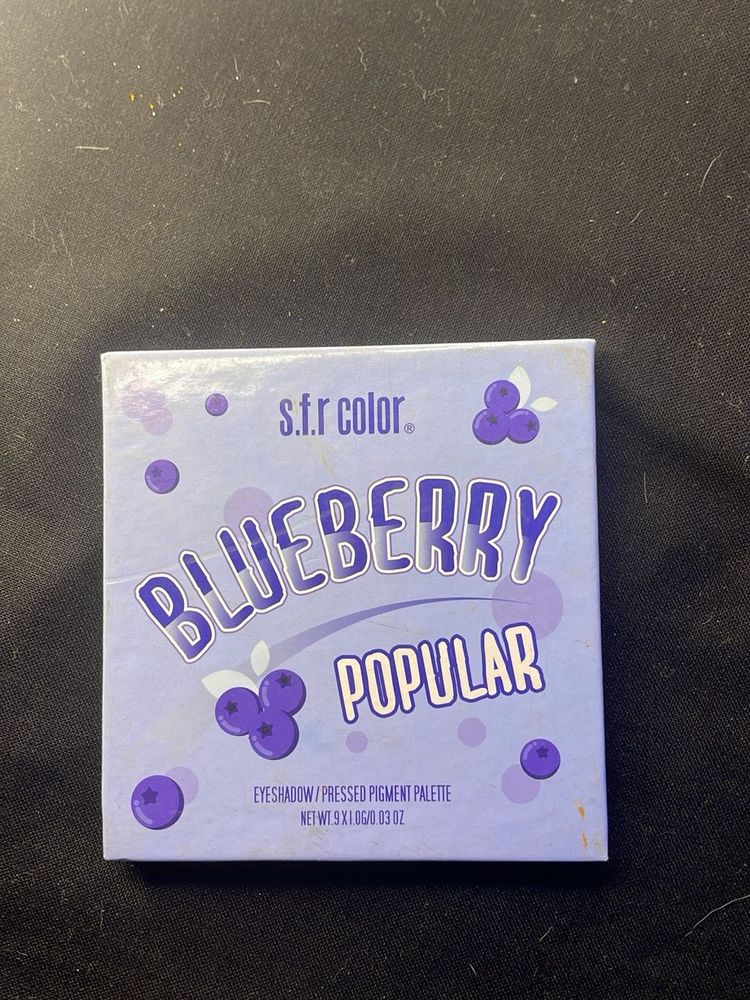 s.f.r color®
BLUEBERRY
POPULAR
EYESHADOW/PRESSED PIGMENT PALETTE
NET WT.9 X 1.0G/0.03 OZ